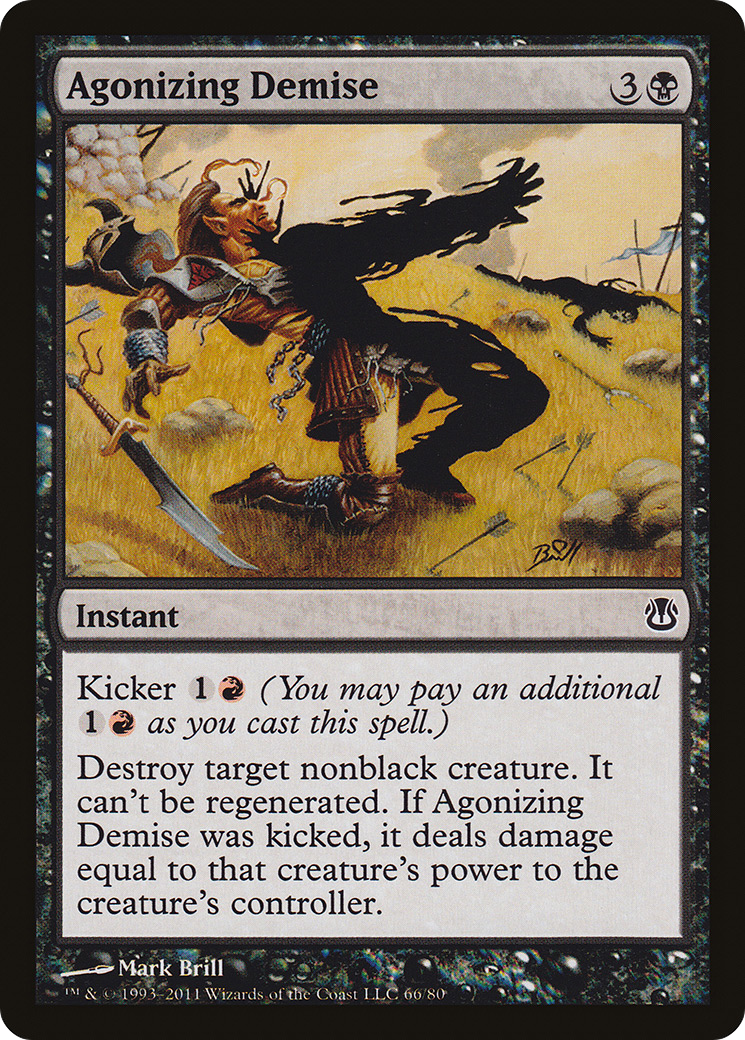 Agonizing Demise 3
Brill
Instant
Kicker 1 (You may pay an additional
1 as you cast this spell.)
Destroy target nonblack creature. It
can't be regenerated. If Agonizing
Demise was kicked, it deals damage
equal to that creature's power to the
creature's controller.
Mark Brill
™ & © 1993–2011 Wizards of the Coast LLC 66/80